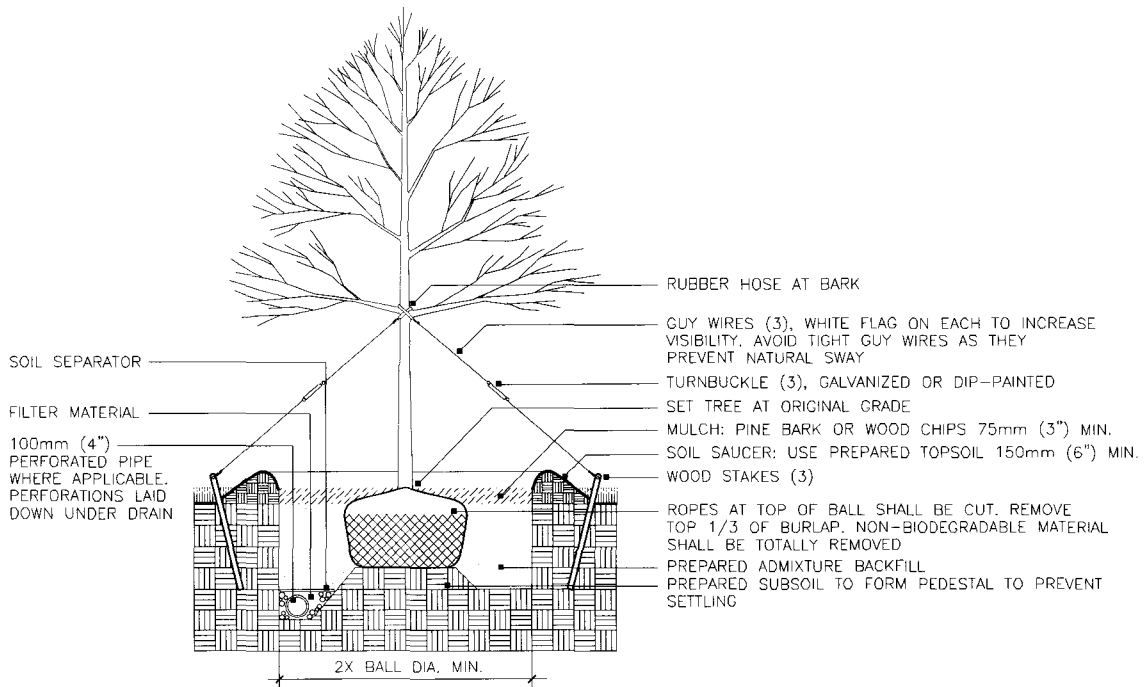 RUBBER HOSE AT BARK
GUY WIRES (3), WHITE FLAG ON EACH TO INCREASE
VISIBILITY. AVOID TIGHT GUY WIRES AS THEY
PREVENT NATURAL SWAY
TURNBUCKLE (3), GALVANIZED OR DIP-PAINTED
SET TREE AT ORIGINAL GRADE
MULCH: PINE BARK OR WOOD CHIPS 75mm (3") MIN.
SOIL SAUCER: USE PREPARED TOPSOIL 150mm (6") MIN.
WOOD STAKES (3)
ROPES AT TOP OF BALL SHALL BE CUT. REMOVE
TOP 1/3 OF BURLAP. NON-BIODEGRADABLE MATERIAL
SHALL BE TOTALLY REMOVED
PREPARED ADMIXTURE BACKFILL
PREPARED SUBSOIL TO FORM PEDESTAL TO PREVENT
SETTLING
SOIL SEPARATOR
FILTER MATERIAL
100mm (4")
PERFORATED PIPE
WHERE APPLICABLE.
PERFORATIONS LAID
DOWN UNDER DRAIN
2X BALL DIA. MIN.